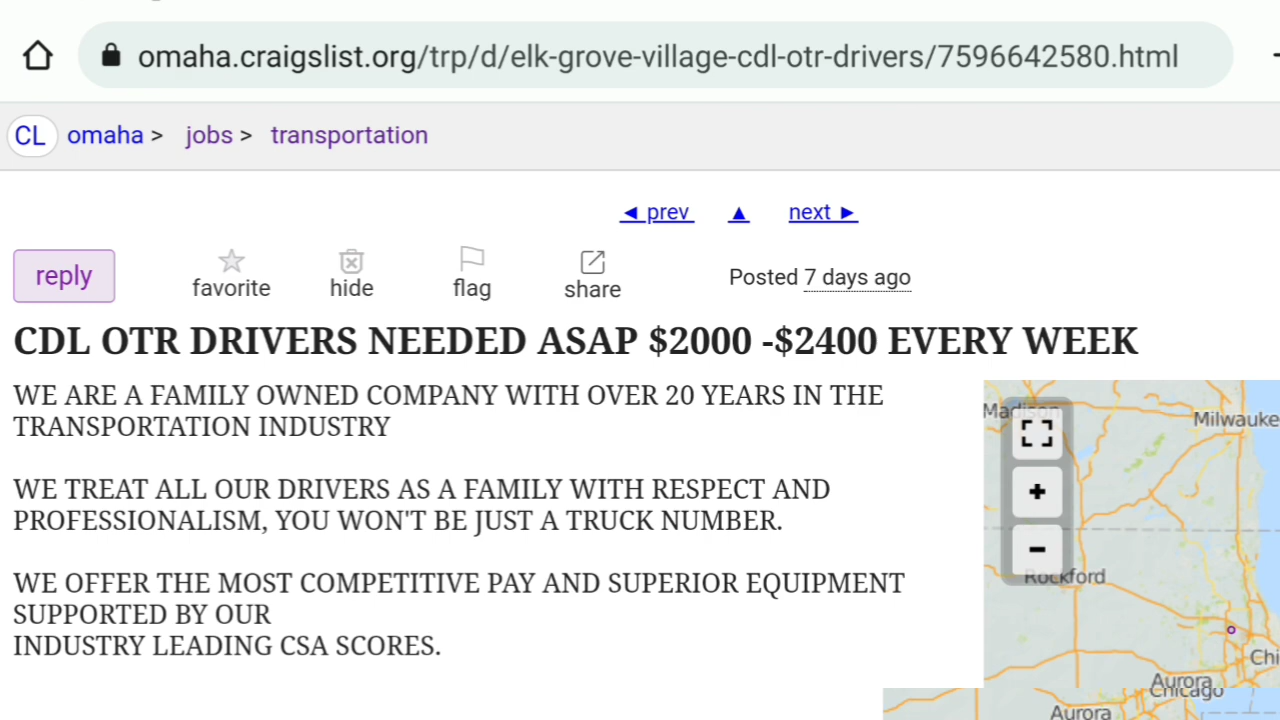 omaha.craigslist.org/trp/d/elk-grove-village-cdl-otr-drivers/7596642580.html
CL omaha > jobs > transportation
◄ prev ▲ next ►
reply favorite hide flag share Posted 7 days ago
CDL OTR DRIVERS NEEDED ASAP $2000 -$2400 EVERY WEEK
WE ARE A FAMILY OWNED COMPANY WITH OVER 20 YEARS IN THE
TRANSPORTATION INDUSTRY
WE TREAT ALL OUR DRIVERS AS A FAMILY WITH RESPECT AND
PROFESSIONALISM, YOU WON'T BE JUST A TRUCK NUMBER.
WE OFFER THE MOST COMPETITIVE PAY AND SUPERIOR EQUIPMENT
SUPPORTED BY OUR
INDUSTRY LEADING CSA SCORES.
Madison
Milwauke
+
−
Rockford
Chi
Aurora
Chicago
Aurora